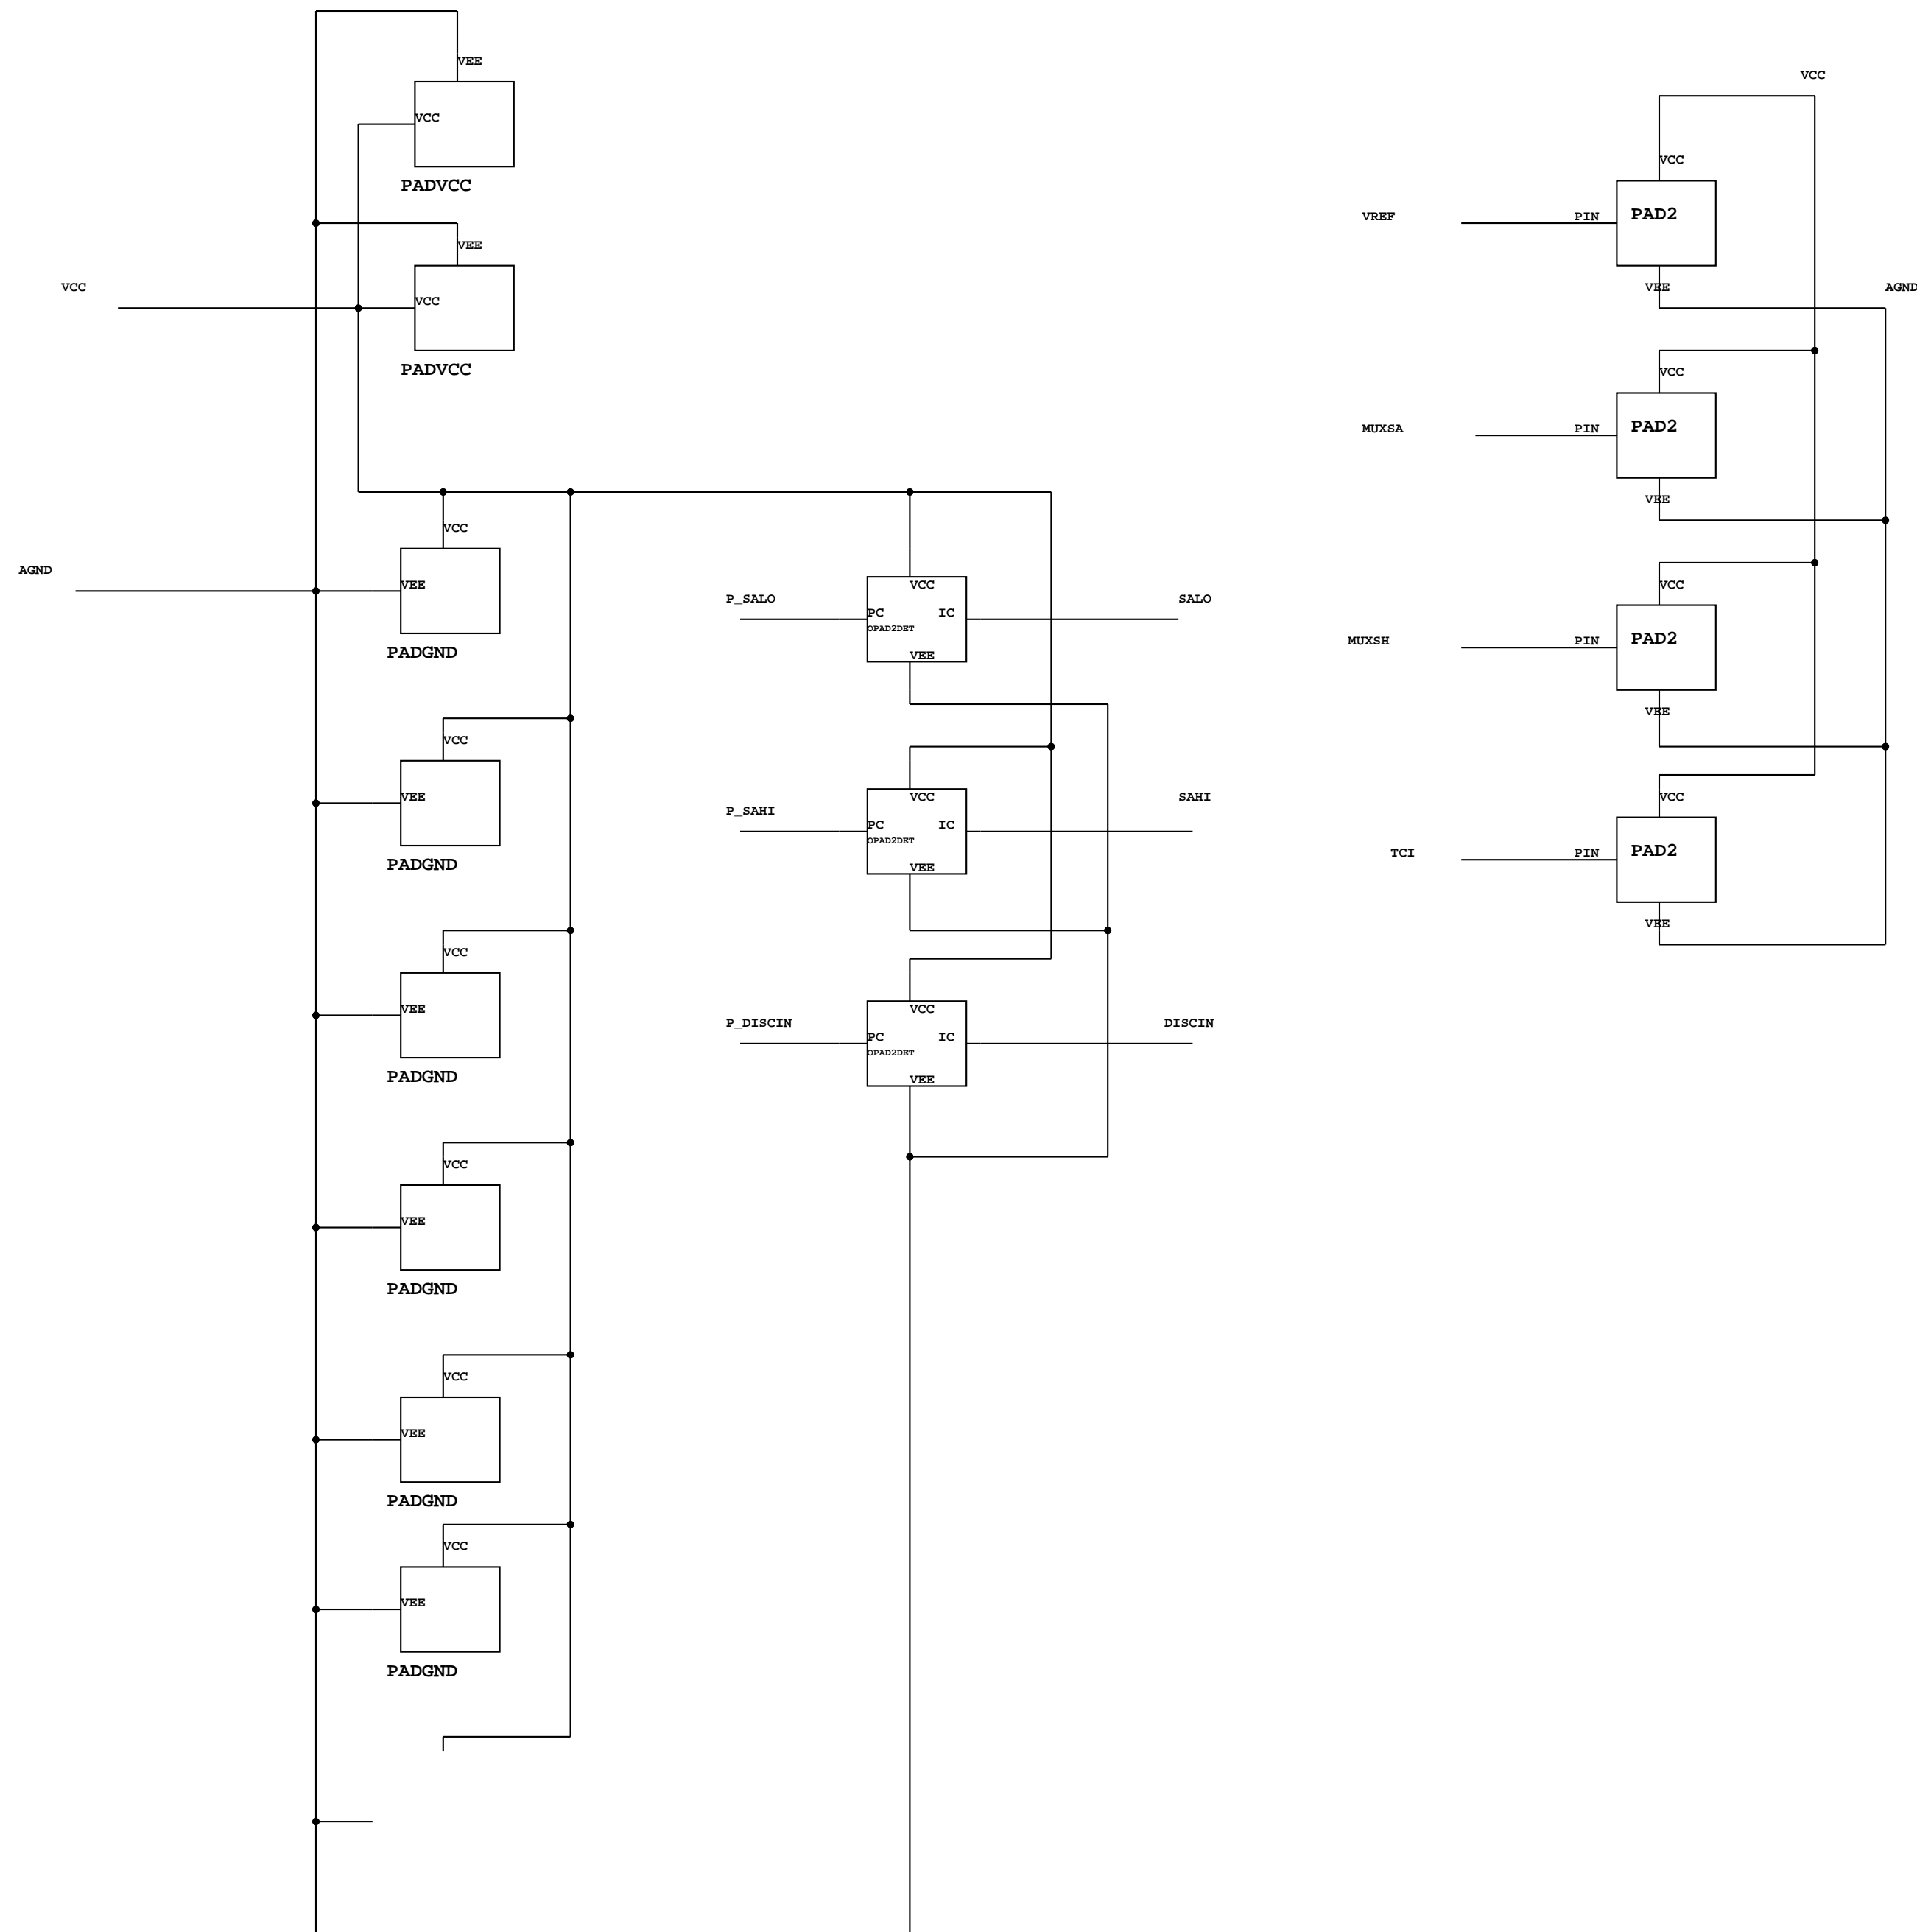 VEE
VCC
PADVCC
VEE
VCC
VCC
PADVCC
VCC
AGND
VEE
PADGND
VCC
VEE
PADGND
VCC
VEE
PADGND
VCC
VEE
PADGND
VCC
VEE
PADGND
VCC
VEE
PADGND
P_SALO
VCC
PC IC
OPAD2DET
VEE
SALO
P_SAHI
VCC
PC IC
OPAD2DET
VEE
SAHI
P_DISCIN
VCC
PC IC
OPAD2DET
VEE
DISCIN
VCC
VCC
VREF PIN PAD2
VEE
AGND
VCC
MUXSA PIN PAD2
VEE
VCC
MUXSH PIN PAD2
VEE
VCC
TCI PIN PAD2
VEE